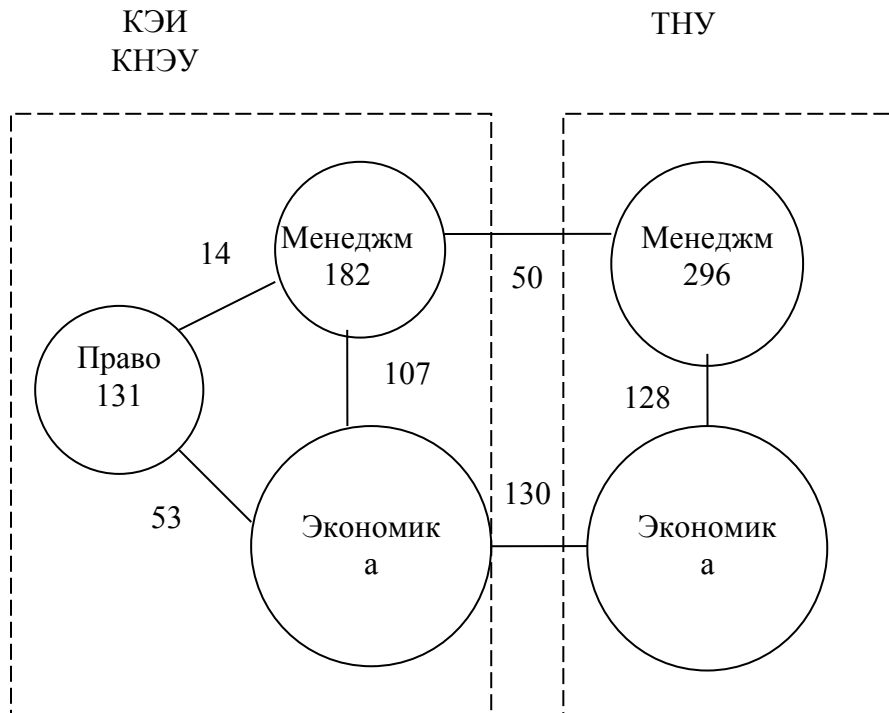 КЭИ
КНЭУ
ТНУ
Менеджм
182
Менеджм
296
14
50
Право
131
107
128
53
130
Экономик
а
Экономик
а